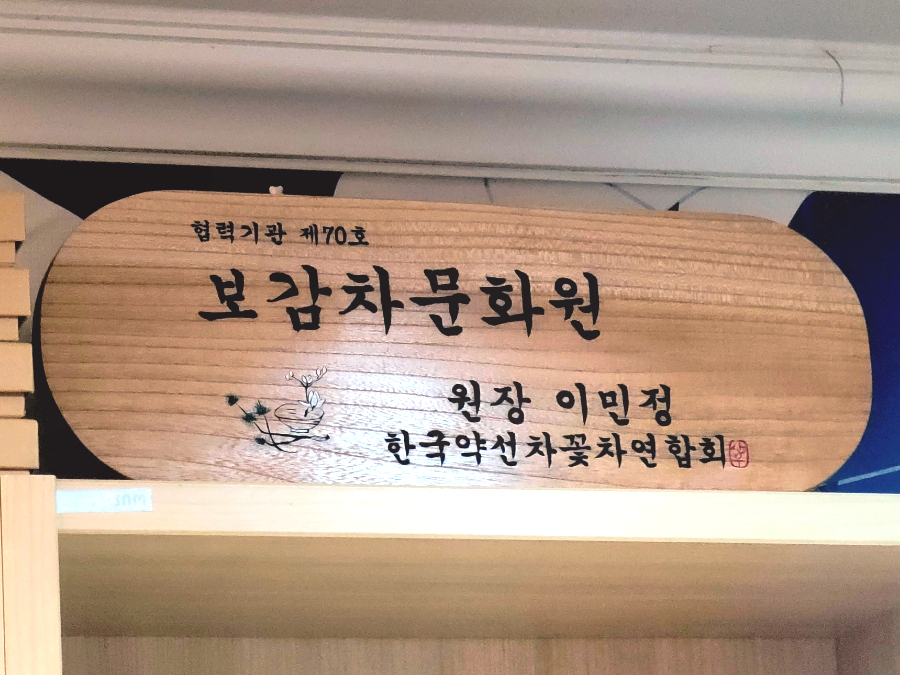 협력기관 제70호
보감차문화원
원장 이민정
한국약선차꽃차연합회